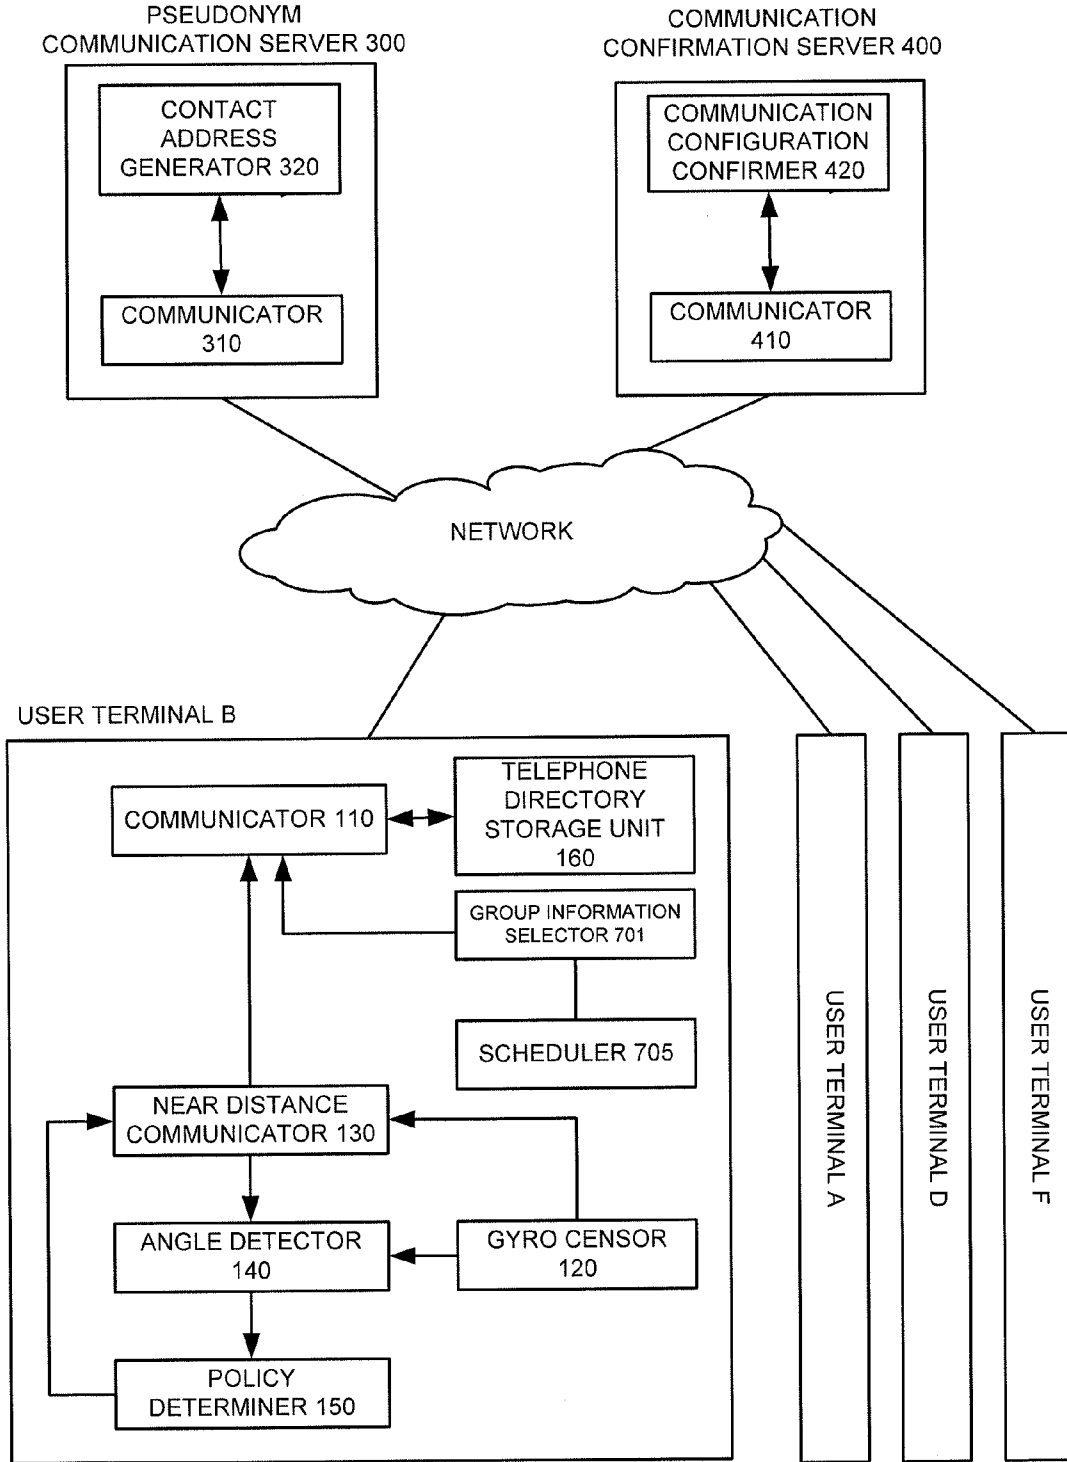 PSEUDONYM
COMMUNICATION SERVER 300
CONTACT
ADDRESS
GENERATOR 320
COMMUNICATOR
310
COMMUNICATION
CONFIRMATION SERVER 400
COMMUNICATION
CONFIGURATION
CONFIRMER 420
COMMUNICATOR
410
NETWORK
USER TERMINAL B
COMMUNICATOR 110
TELEPHONE
DIRECTORY
STORAGE UNIT
160
GROUP INFORMATION
SELECTOR 701
SCHEDULER 705
NEAR DISTANCE
COMMUNICATOR 130
ANGLE DETECTOR
140
GYRO CENSOR
120
POLICY
DETERMINER 150
USER TERMINAL A
USER TERMINAL D
USER TERMINAL F